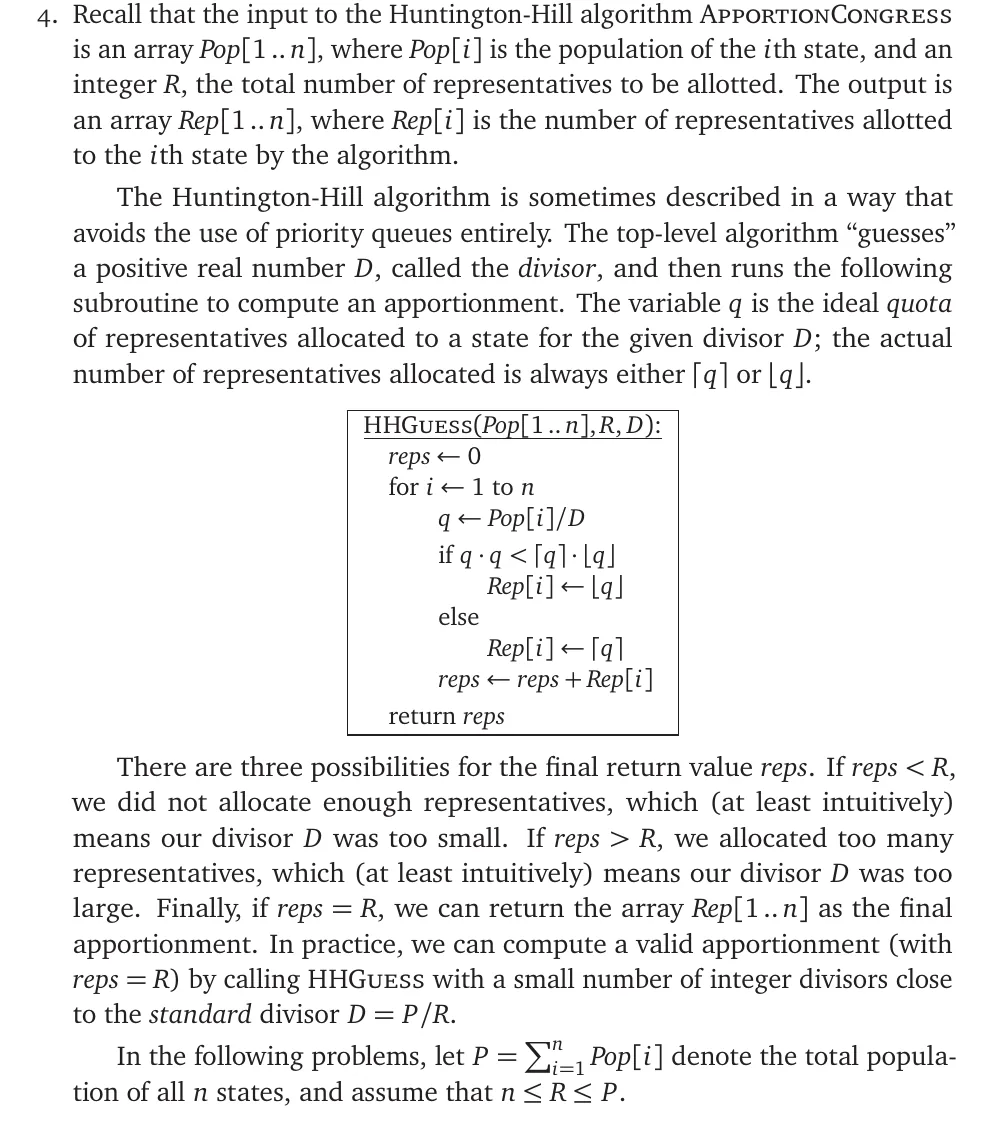 4. Recall that the input to the Huntington-Hill algorithm APPORTIONCONGRESS
is an array Pop[1 .. n], where Pop[i] is the population of the ith state, and an
integer R, the total number of representatives to be allotted. The output is
an array Rep[1 .. n], where Rep[i] is the number of representatives allotted
to the ith state by the algorithm.
The Huntington-Hill algorithm is sometimes described in a way that
avoids the use of priority queues entirely. The top-level algorithm “guesses”
a positive real number D, called the divisor, and then runs the following
subroutine to compute an apportionment. The variable q is the ideal quota
of representatives allocated to a state for the given divisor D; the actual
number of representatives allocated is always either ⌈q⌉ or ⌊q⌋.
HHGUESS(Pop[1 .. n], R, D):
reps ← 0
for i ← 1 to n
q ← Pop[i]/D
if q · q < ⌈q⌉ · ⌊q⌋
Rep[i] ← ⌊q⌋
else
Rep[i] ← ⌈q⌉
reps ← reps + Rep[i]
return reps
There are three possibilities for the final return value reps. If reps < R,
we did not allocate enough representatives, which (at least intuitively)
means our divisor D was too small. If reps > R, we allocated too many
representatives, which (at least intuitively) means our divisor D was too
large. Finally, if reps = R, we can return the array Rep[1 .. n] as the final
apportionment. In practice, we can compute a valid apportionment (with
reps = R) by calling HHGUESS with a small number of integer divisors close
to the standard divisor D = P/R.
In the following problems, let P = ∑ⁿᵢ₌₁ Pop[i] denote the total popula-
tion of all n states, and assume that n ≤ R ≤ P.